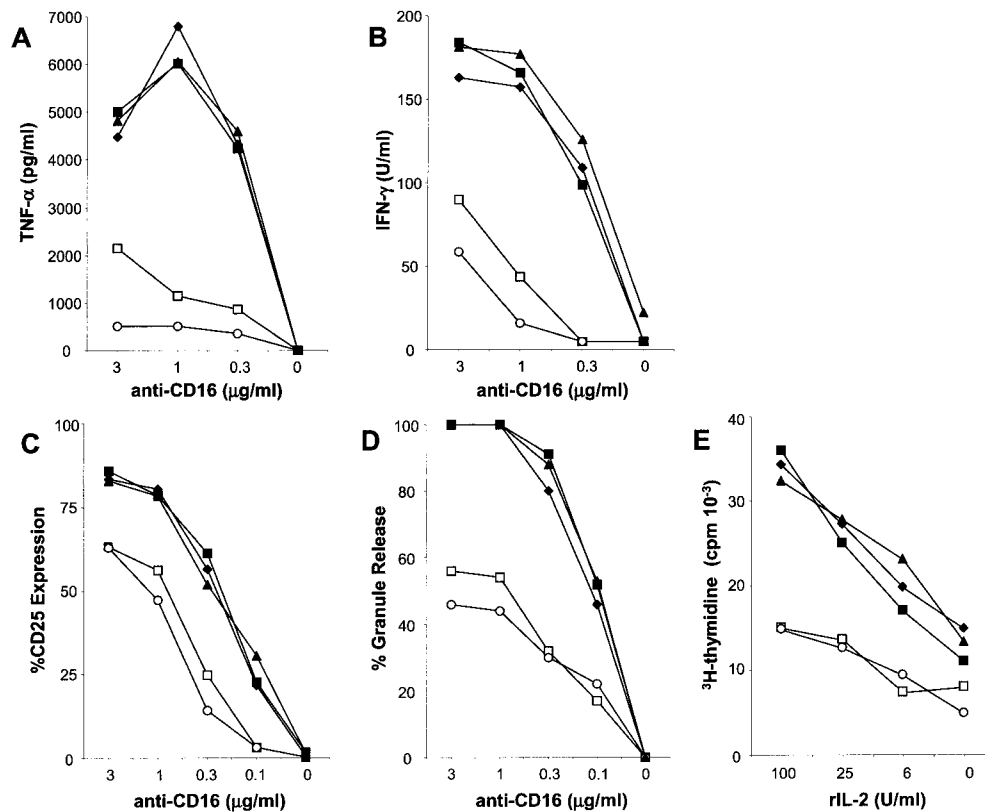 A
TNF-α (pg/ml)
7000
6000
5000
4000
3000
2000
1000
0
3 1 0.3 0
anti-CD16 (μg/ml)
B
IFN-γ (U/ml)
200
150
100
50
0
3 1 0.3 0
anti-CD16 (μg/ml)
C
%CD25 Expression
100
75
50
25
0
3 1 0.3 0.1 0
anti-CD16 (μg/ml)
D
% Granule Release
100
80
60
40
20
0
3 1 0.3 0.1 0
anti-CD16 (μg/ml)
E
³H-thymidine (cpm 10⁻³)
40
30
20
10
0
100 25 6 0
rIL-2 (U/ml)